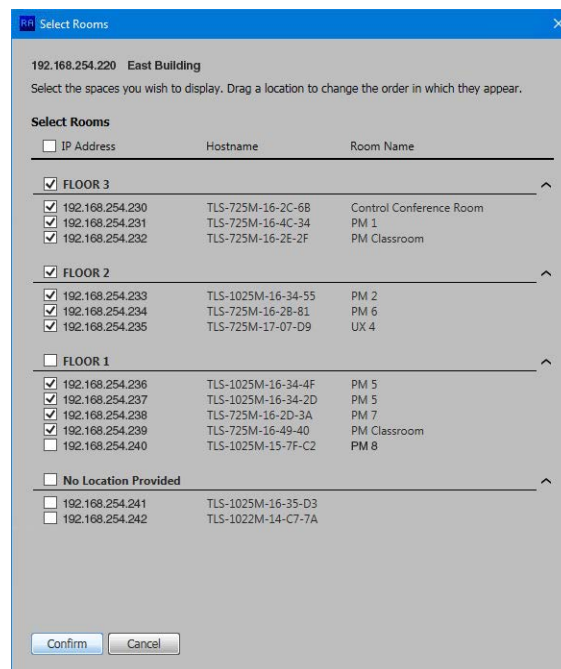 RA Select Rooms
192.168.254.220 East Building
Select the spaces you wish to display. Drag a location to change the order in which they appear.
Select Rooms
IP Address Hostname Room Name
FLOOR 3
192.168.254.230 TLS-725M-16-2C-6B Control Conference Room
192.168.254.231 TLS-725M-16-4C-34 PM 1
192.168.254.232 TLS-725M-16-2E-2F PM Classroom
FLOOR 2
192.168.254.233 TLS-1025M-16-34-55 PM 2
192.168.254.234 TLS-725M-16-2B-81 PM 6
192.168.254.235 TLS-725M-17-07-D9 UX 4
FLOOR 1
192.168.254.236 TLS-1025M-16-34-4F PM 5
192.168.254.237 TLS-1025M-16-34-2D PM 5
192.168.254.238 TLS-725M-16-2D-3A PM 7
192.168.254.239 TLS-725M-16-49-40 PM Classroom
192.168.254.240 TLS-1025M-15-7F-C2 PM 8
No Location Provided
192.168.254.241 TLS-1025M-16-35-D3
192.168.254.242 TLS-1022M-14-C7-7A
Confirm Cancel